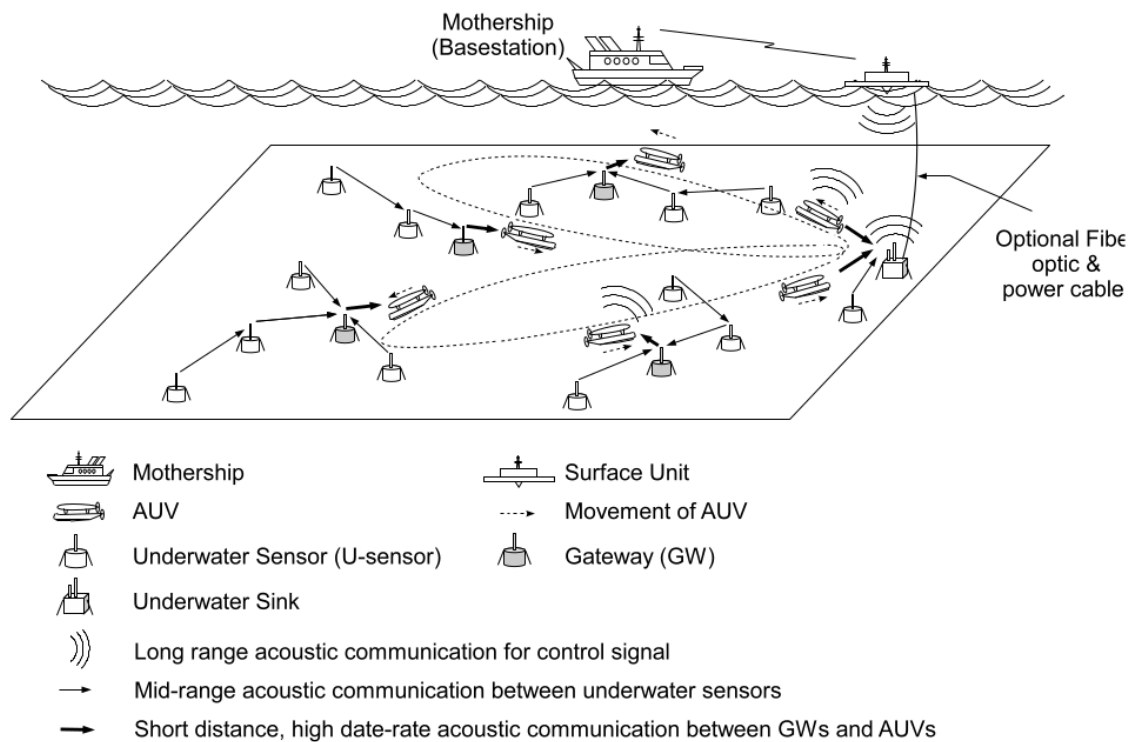 Mothership
(Basestation)
Optional Fibe
optic &
power cable
Mothership
Surface Unit
AUV
Movement of AUV
Underwater Sensor (U-sensor)
Gateway (GW)
Underwater Sink
Long range acoustic communication for control signal
Mid-range acoustic communication between underwater sensors
Short distance, high date-rate acoustic communication between GWs and AUVs